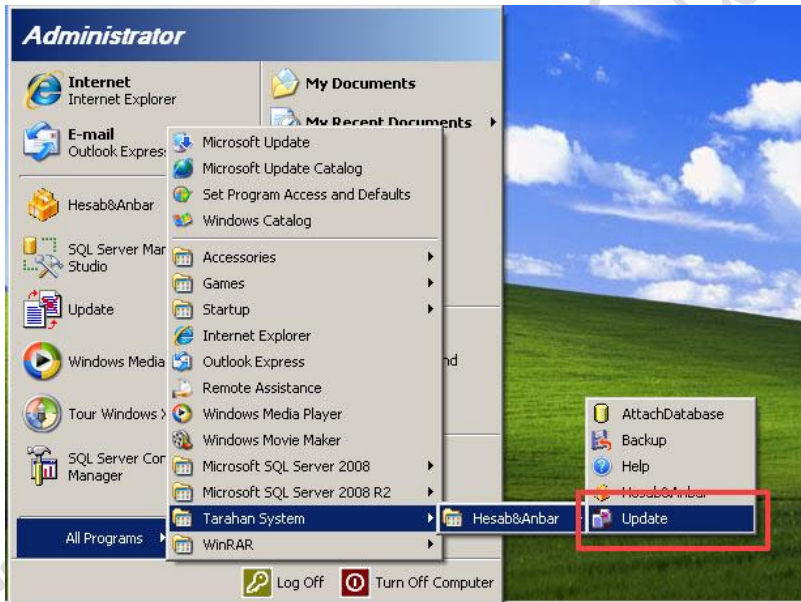 Administrator
Internet
Internet Explorer
E-mail
Outlook Express
Hesab&Anbar
SQL Server Mar
Studio
Update
Windows Media
Tour Windows X
SQL Server Cor
Manager
All Programs
My Documents
My Recent Documents
nd
Microsoft Update
Microsoft Update Catalog
Set Program Access and Defaults
Windows Catalog
Accessories
Games
Startup
Internet Explorer
Outlook Express
Remote Assistance
Windows Media Player
Windows Movie Maker
Microsoft SQL Server 2008
Microsoft SQL Server 2008 R2
Tarahan System
WinRAR
Hesab&Anbar
AttachDatabase
Backup
Help
Hesab&Anbar
Update
Log Off
Turn Off Computer